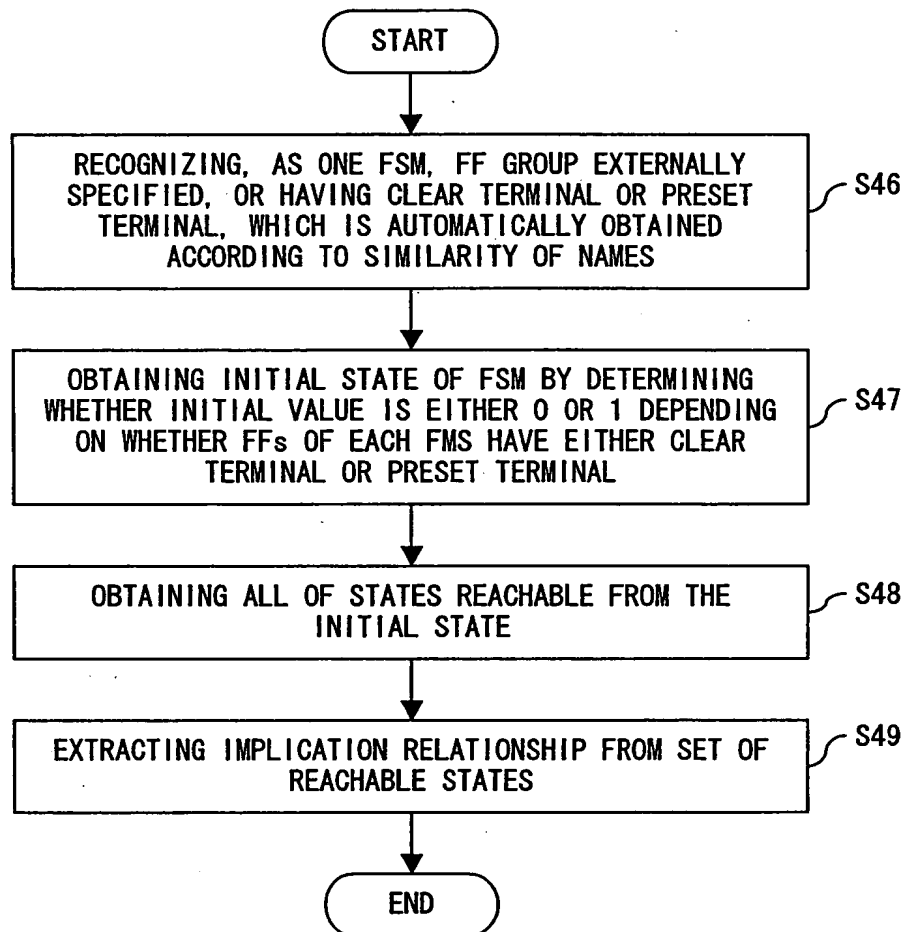 START
RECOGNIZING, AS ONE FSM, FF GROUP EXTERNALLY
SPECIFIED, OR HAVING CLEAR TERMINAL OR PRESET
TERMINAL, WHICH IS AUTOMATICALLY OBTAINED
ACCORDING TO SIMILARITY OF NAMES
S46
OBTAINING INITIAL STATE OF FSM BY DETERMINING
WHETHER INITIAL VALUE IS EITHER 0 OR 1 DEPENDING
ON WHETHER FFs OF EACH FMS HAVE EITHER CLEAR
TERMINAL OR PRESET TERMINAL
S47
OBTAINING ALL OF STATES REACHABLE FROM THE
INITIAL STATE
S48
EXTRACTING IMPLICATION RELATIONSHIP FROM SET OF
REACHABLE STATES
S49
END